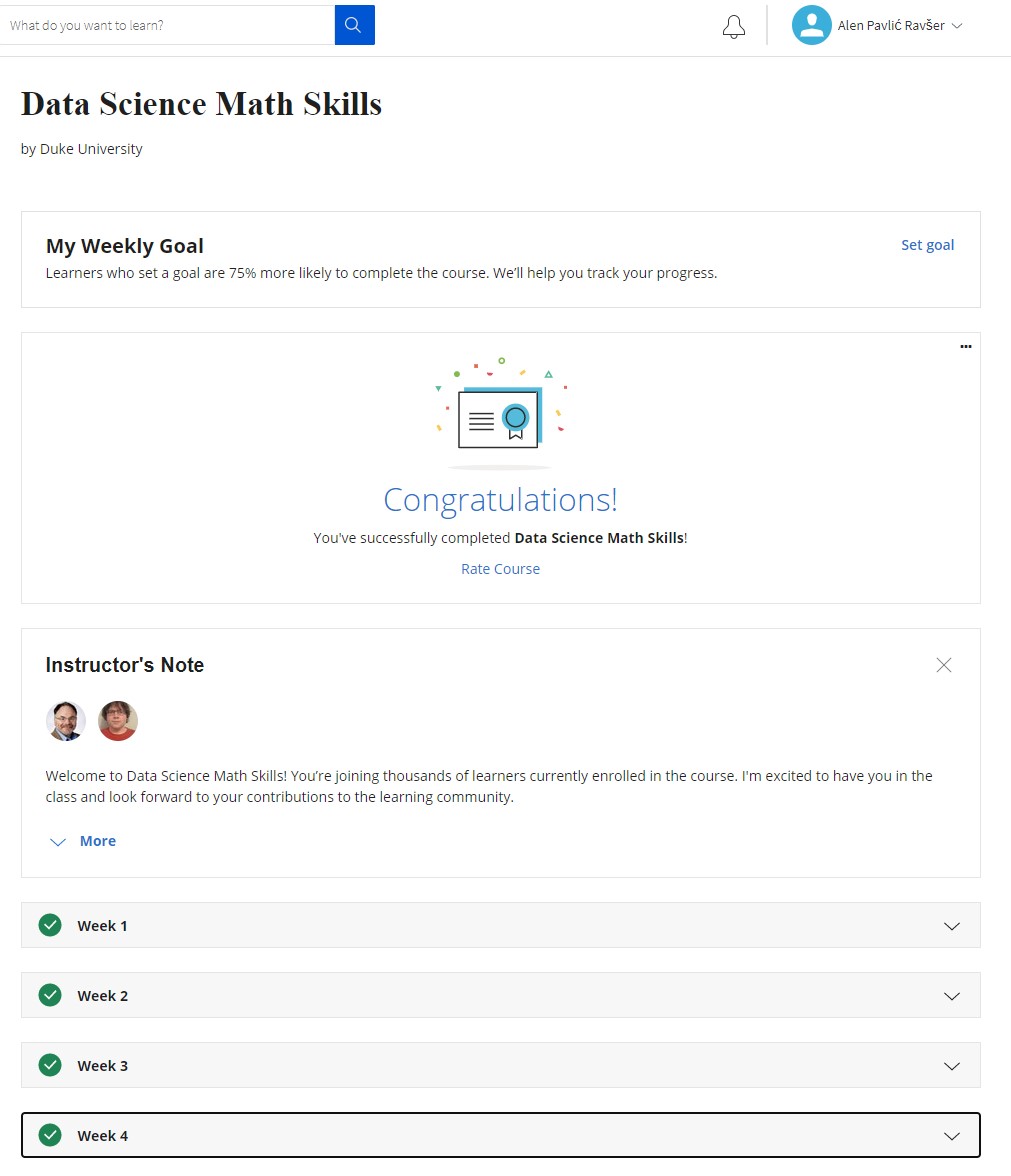 What do you want to learn?
Alen Pavlić Ravšer
Data Science Math Skills
by Duke University
My Weekly Goal
Set goal
Learners who set a goal are 75% more likely to complete the course. We’ll help you track your progress.
Congratulations!
You've successfully completed Data Science Math Skills!
Rate Course
Instructor's Note
Welcome to Data Science Math Skills! You’re joining thousands of learners currently enrolled in the course. I'm excited to have you in the
class and look forward to your contributions to the learning community.
More
Week 1
Week 2
Week 3
Week 4